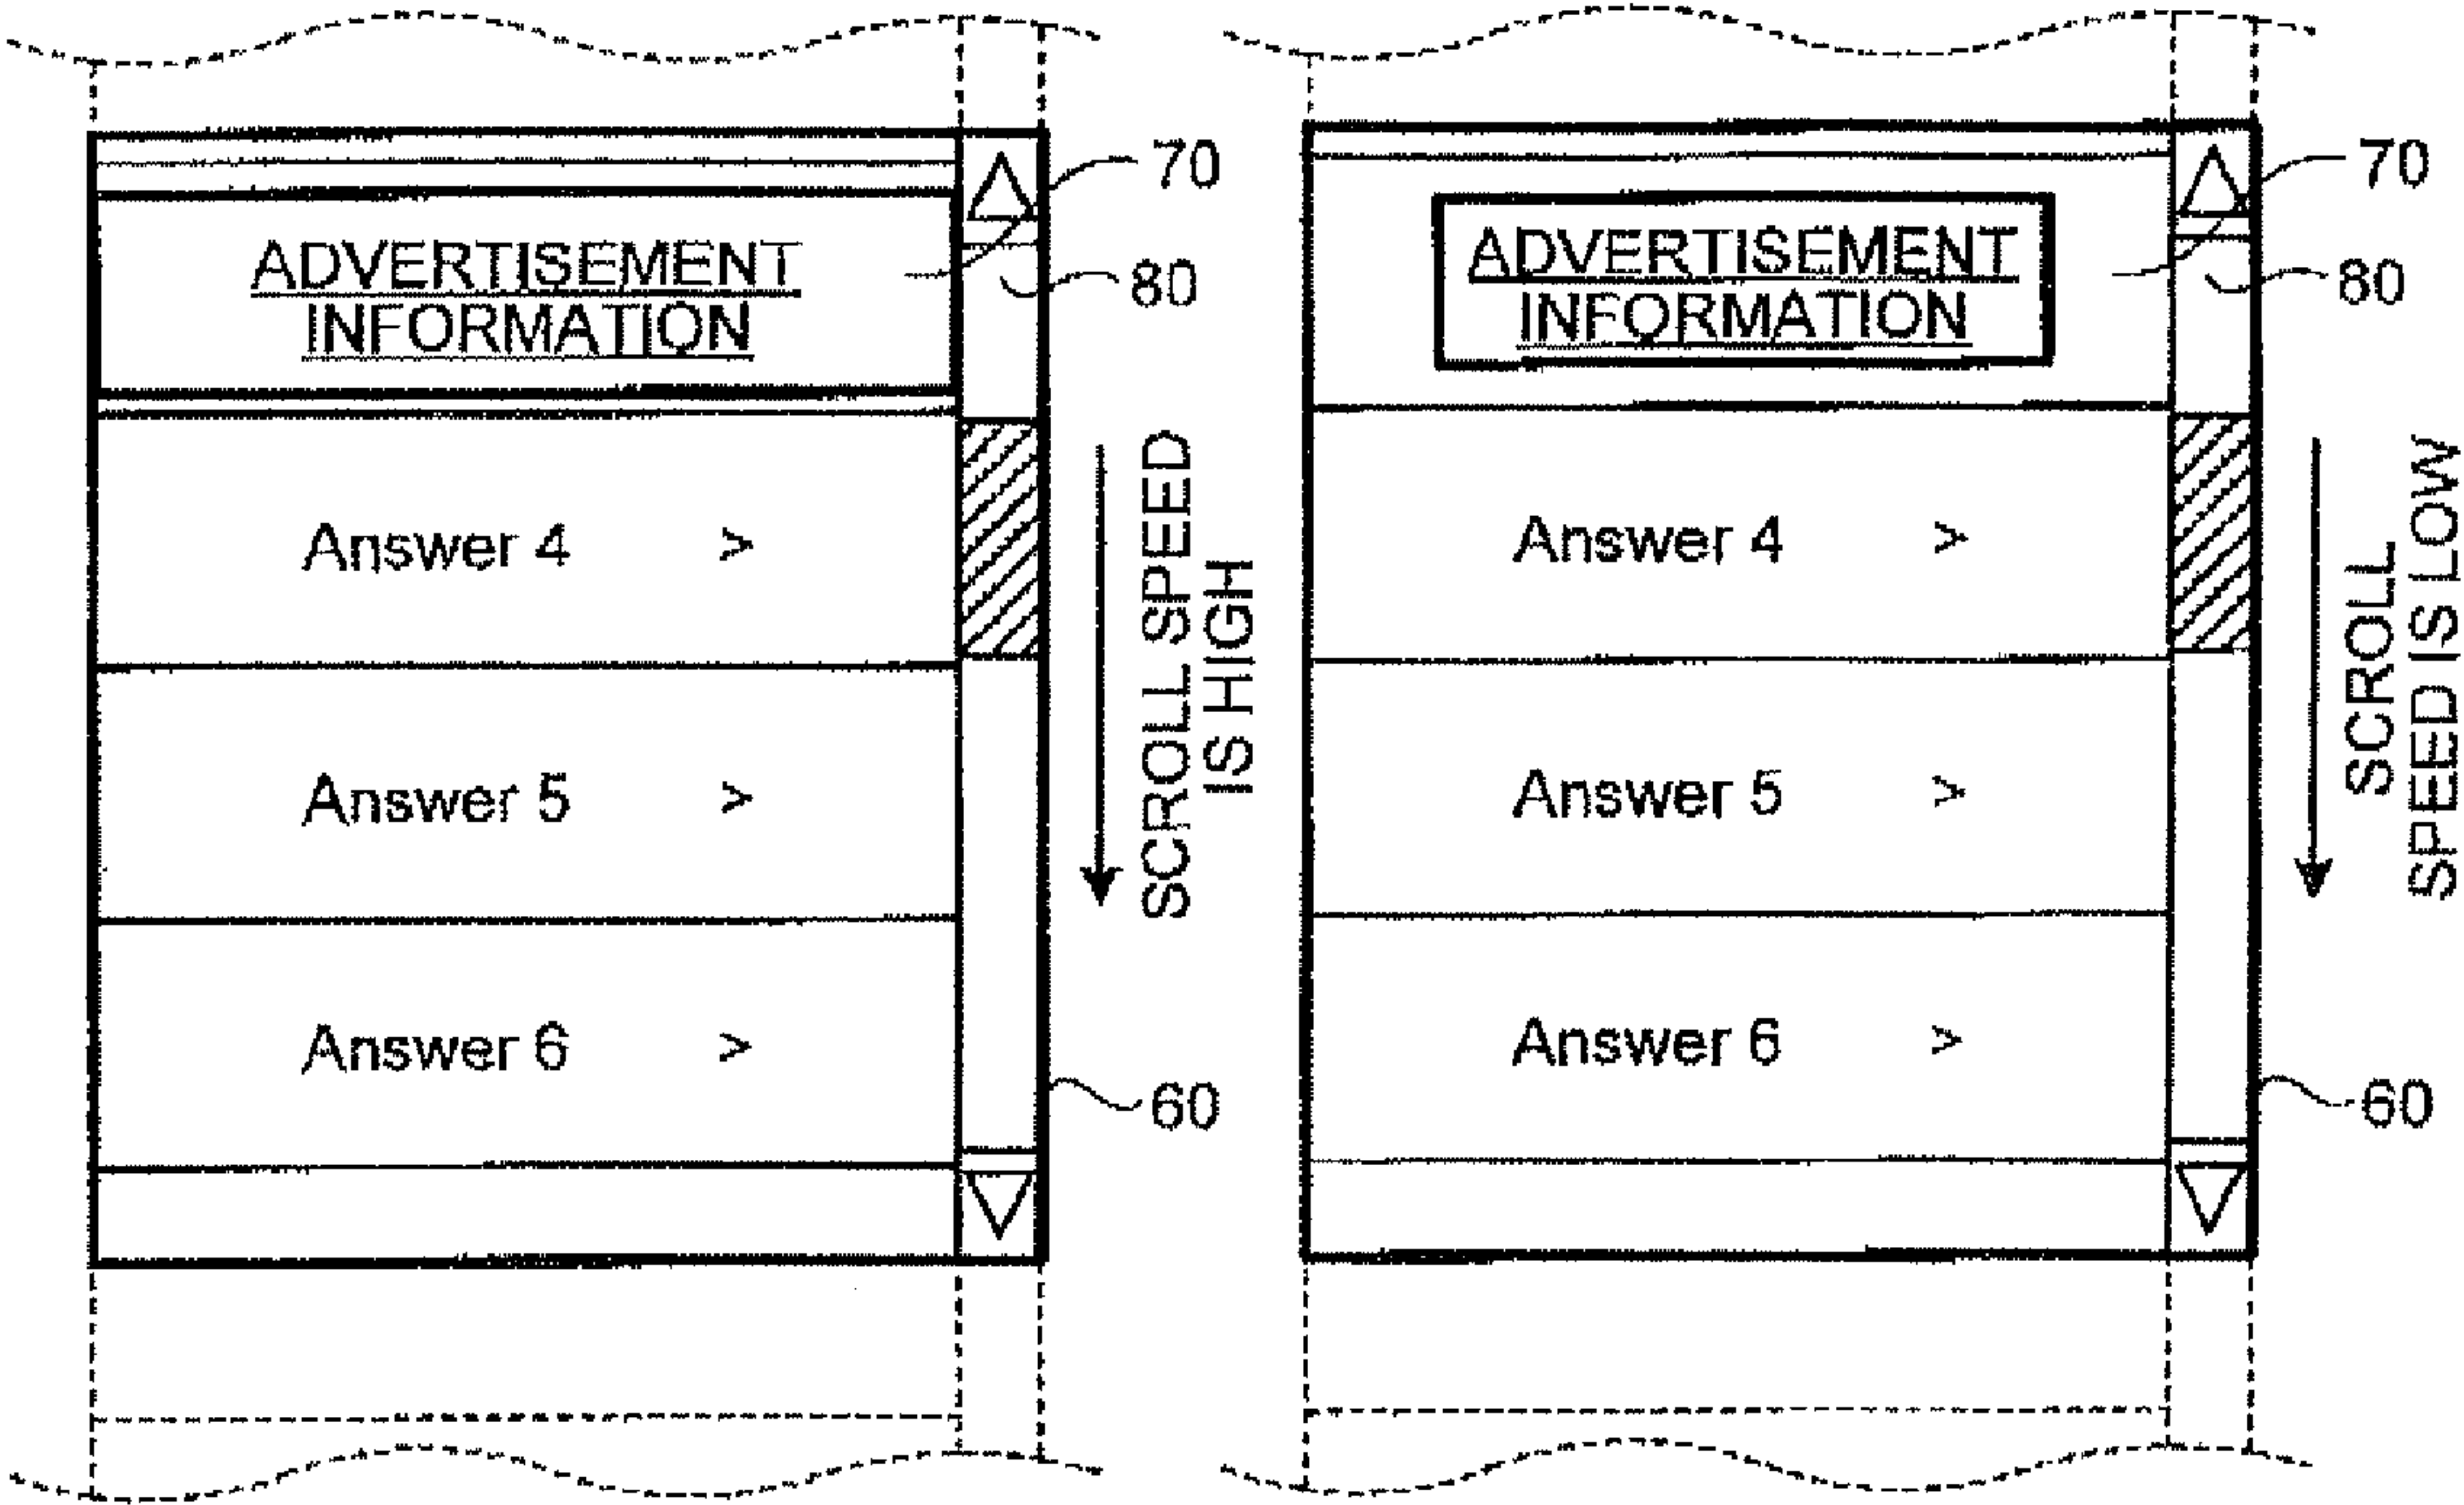 ADVERTISEMENT
INFORMATION
Answer 4 >
Answer 5 >
Answer 6 >
70
80
SCROLL SPEED
IS HIGH
60
ADVERTISEMENT
INFORMATION
Answer 4 >
Answer 5 >
Answer 6 >
70
80
SCROLL
SPEED IS LOW
60